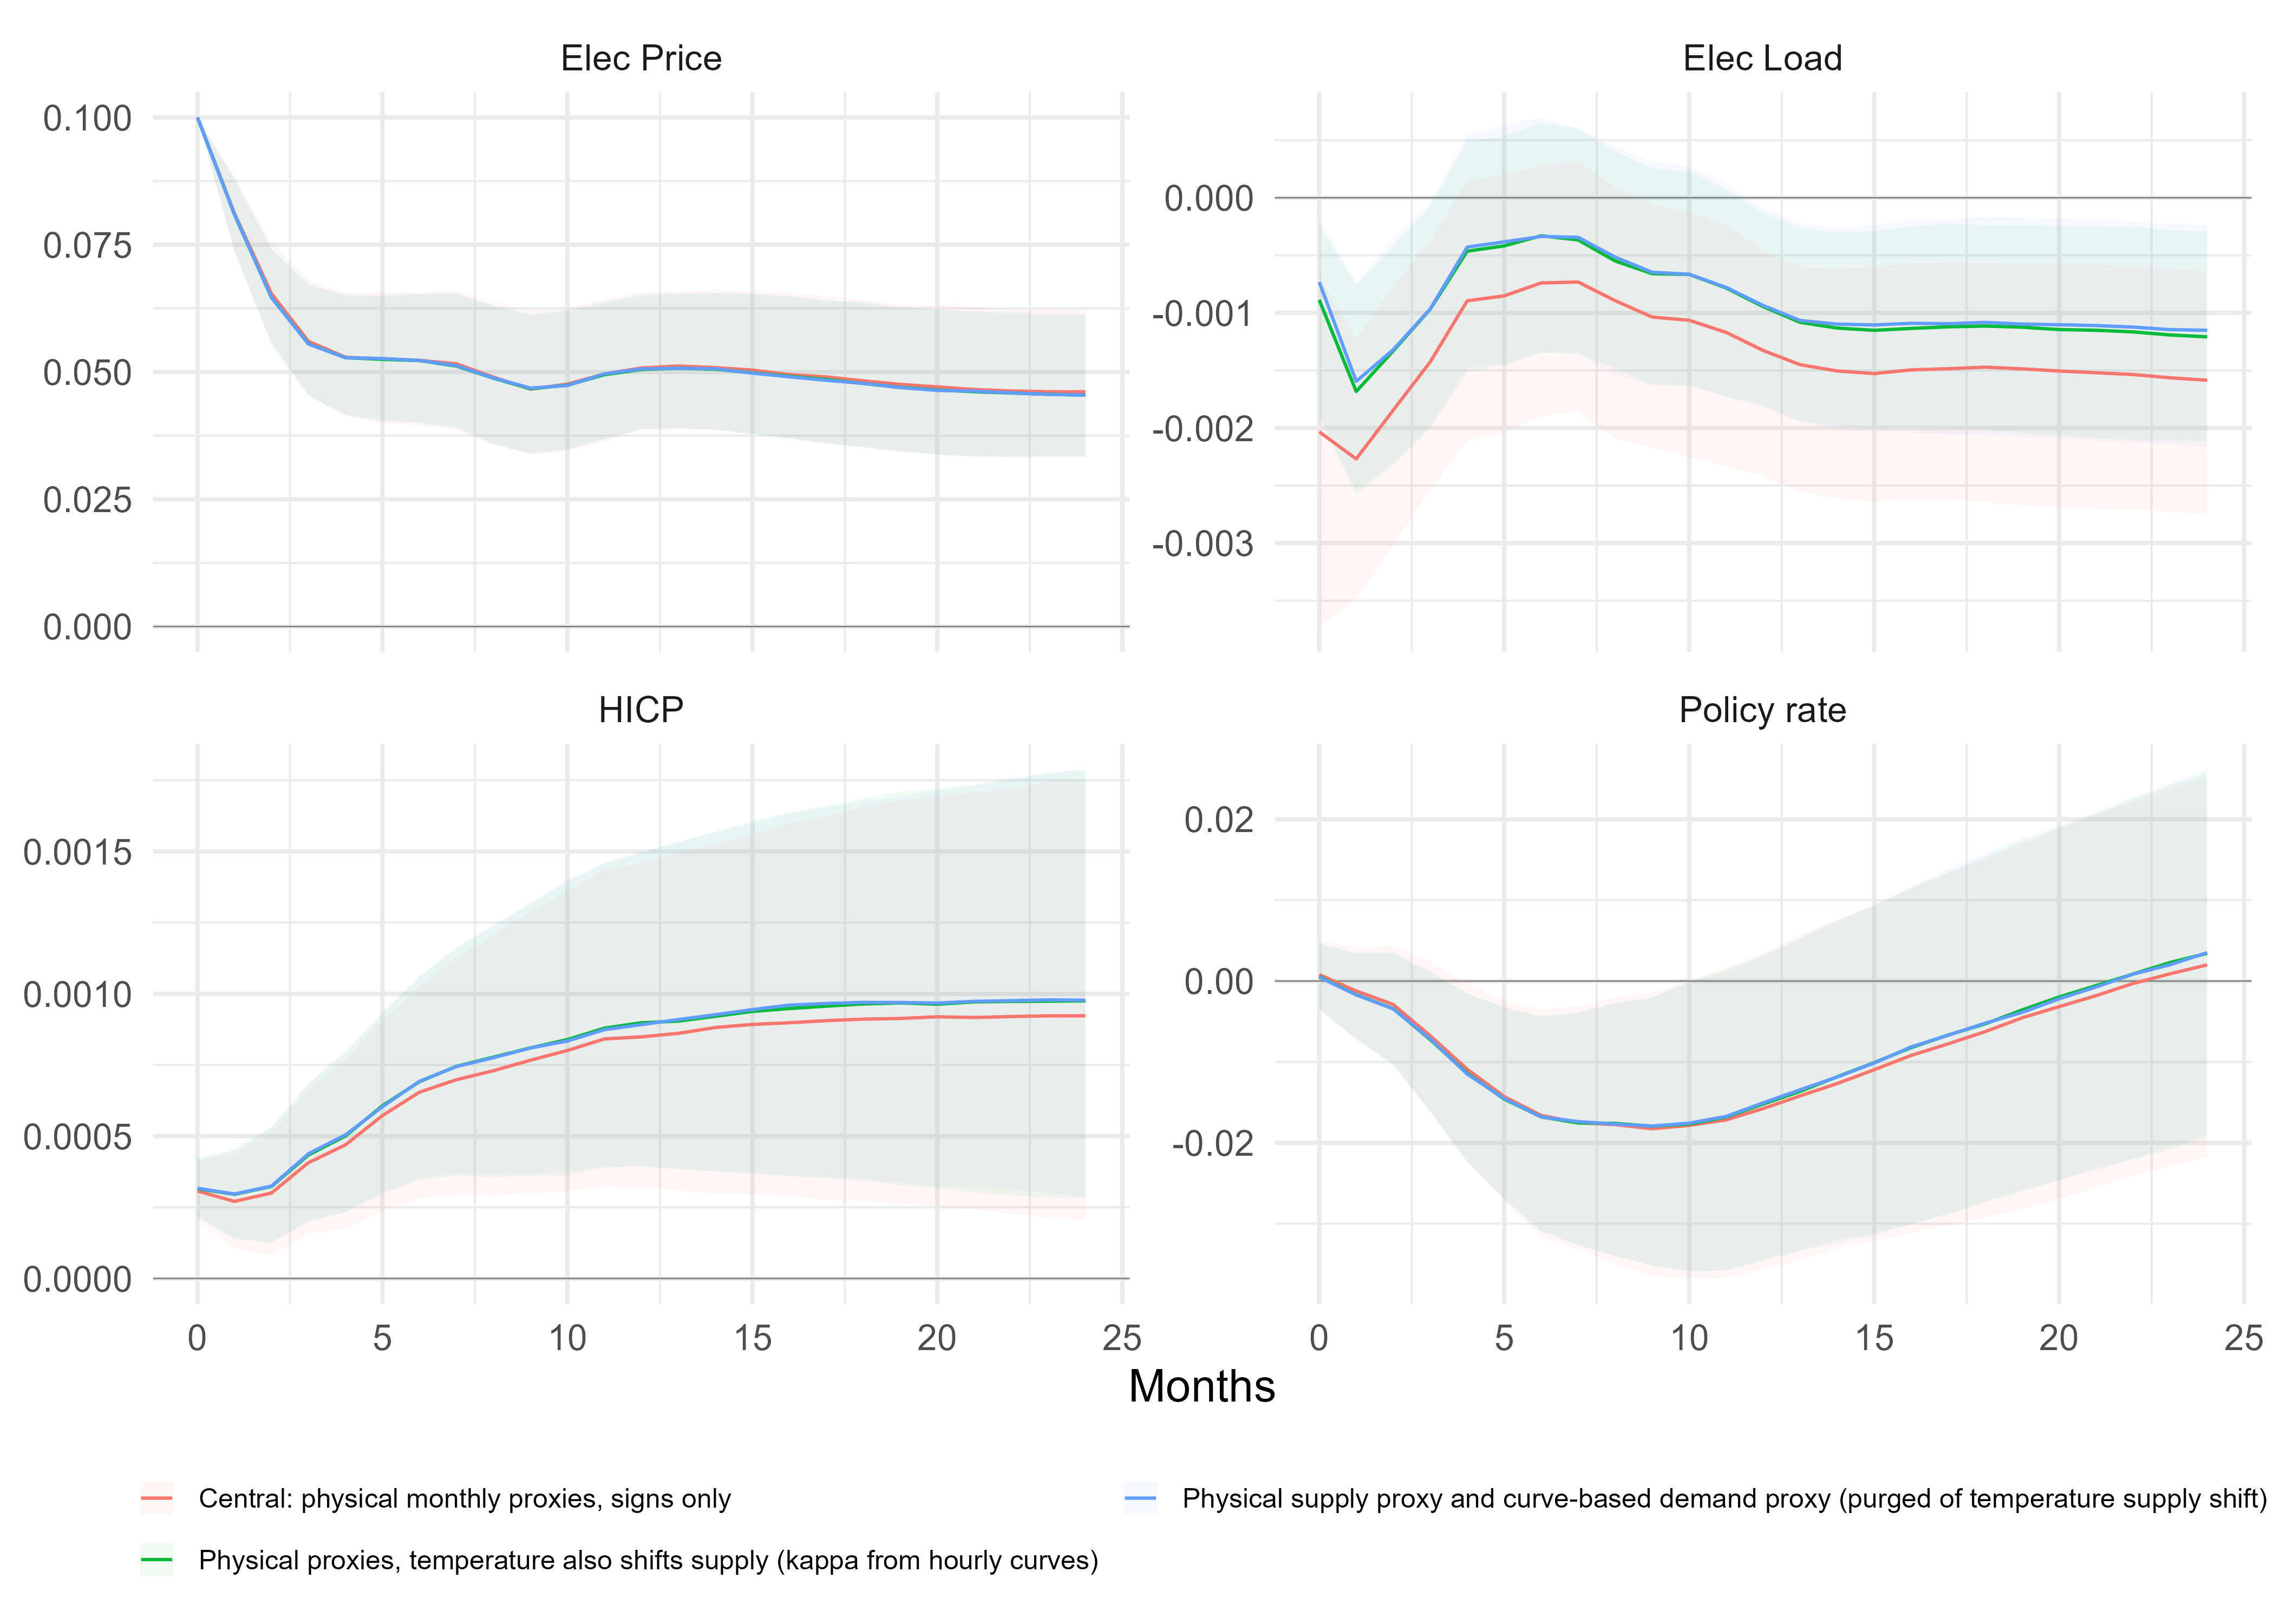 Elec Price
Elec Load
0.100
0.075
0.050
0.025
0.000
0.000
-0.001
-0.002
-0.003
HICP
Policy rate
0.0015
0.0010
0.0005
0.0000
0.02
0.00
-0.02
0 5 10 15 20 25
0 5 10 15 20 25
Months
Central: physical monthly proxies, signs only
Physical supply proxy and curve-based demand proxy (purged of temperature supply shift)
Physical proxies, temperature also shifts supply (kappa from hourly curves)